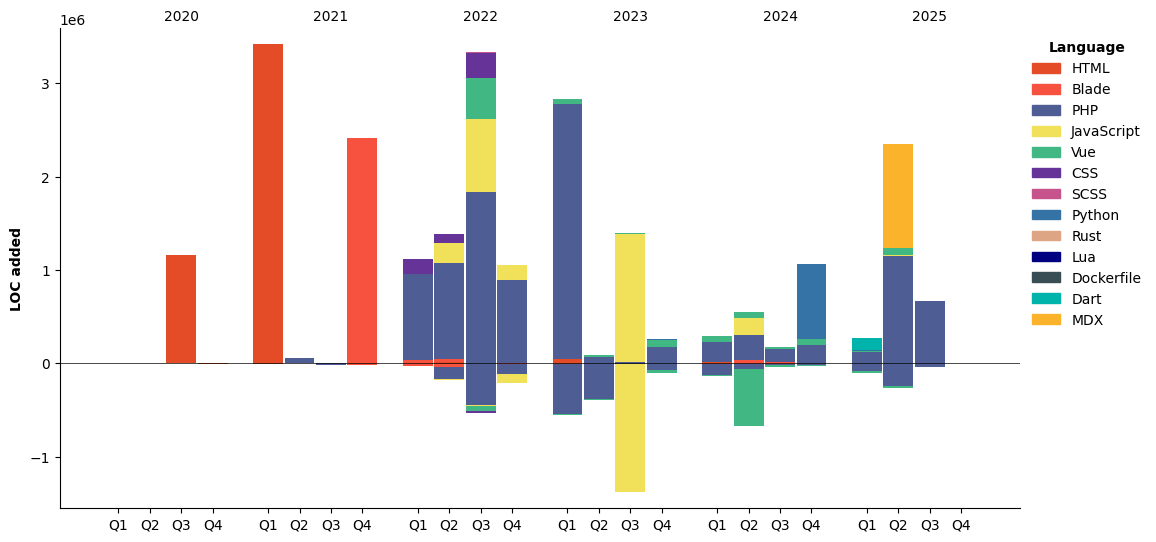 1e6
2020 2021 2022 2023 2024 2025
LOC added
3
2
1
0
−1
Q1 Q2 Q3 Q4 Q1 Q2 Q3 Q4 Q1 Q2 Q3 Q4 Q1 Q2 Q3 Q4 Q1 Q2 Q3 Q4 Q1 Q2 Q3 Q4
Language
HTML
Blade
PHP
JavaScript
Vue
CSS
SCSS
Python
Rust
Lua
Dockerfile
Dart
MDX